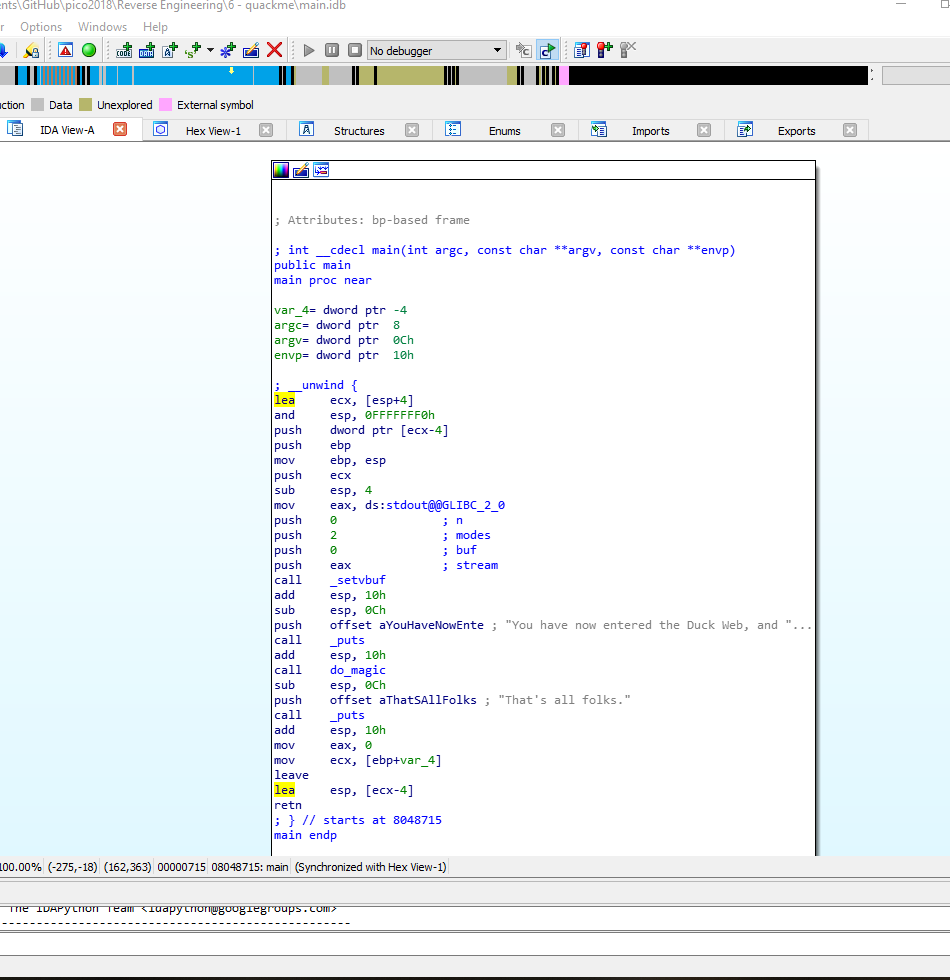 ents\GitHub\pico2018\Reverse Engineering\6 - quackme\main.idb
r Options Windows Help
No debugger
ction Data Unexplored External symbol
IDA View-A Hex View-1 Structures Enums Imports Exports
; Attributes: bp-based frame
; int __cdecl main(int argc, const char **argv, const char **envp)
public main
main proc near
var_4= dword ptr -4
argc= dword ptr  8
argv= dword ptr  0Ch
envp= dword ptr  10h
; __unwind {
lea     ecx, [esp+4]
and     esp, 0FFFFFFF0h
push    dword ptr [ecx-4]
push    ebp
mov     ebp, esp
push    ecx
sub     esp, 4
mov     eax, ds:stdout@@GLIBC_2_0
push    0               ; n
push    2               ; modes
push    0               ; buf
push    eax             ; stream
call    _setvbuf
add     esp, 10h
sub     esp, 0Ch
push    offset aYouHaveNowEnte ; "You have now entered the Duck Web, and "...
call    _puts
add     esp, 10h
call    do_magic
sub     esp, 0Ch
push    offset aThatSAllFolks ; "That's all folks."
call    _puts
add     esp, 10h
mov     eax, 0
mov     ecx, [ebp+var_4]
leave
lea     esp, [ecx-4]
retn
; } // starts at 8048715
main endp
100.00% (-275,-18) (162,363) 00000715 08048715: main (Synchronized with Hex View-1)
The IDAPython Team <idapython@googlegroups.com>